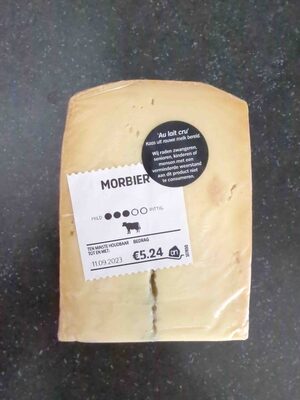 'Au lait cru'
Kaas uit rauwe melk bereid.
Wij raden zwangeren,
senioren, kinderen of
mensen met een
verminderde weerstand
aan dit product niet
te consumeren.
MORBIER
MILD PITTIG
TEN MINSTE HOUDBAAR BEDRAG
TOT EN MET:
11.09.2023 €5.24